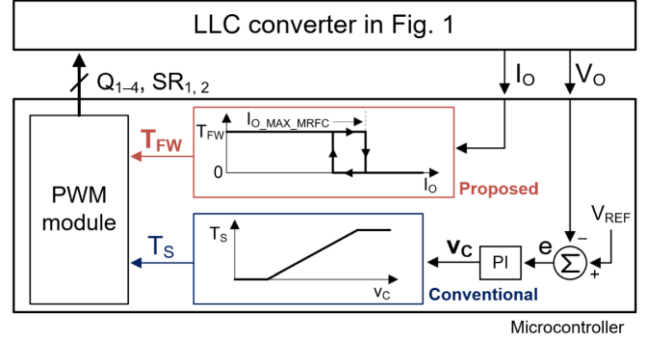 LLC converter in Fig. 1
Q1–4, SR1, 2
IO
VO
TFW
IO_MAX_MRFC
TFW
0
IO
Proposed
PWM
module
TS
TS
vC
Conventional
vC
PI
e
Σ
−
+
VREF
Microcontroller